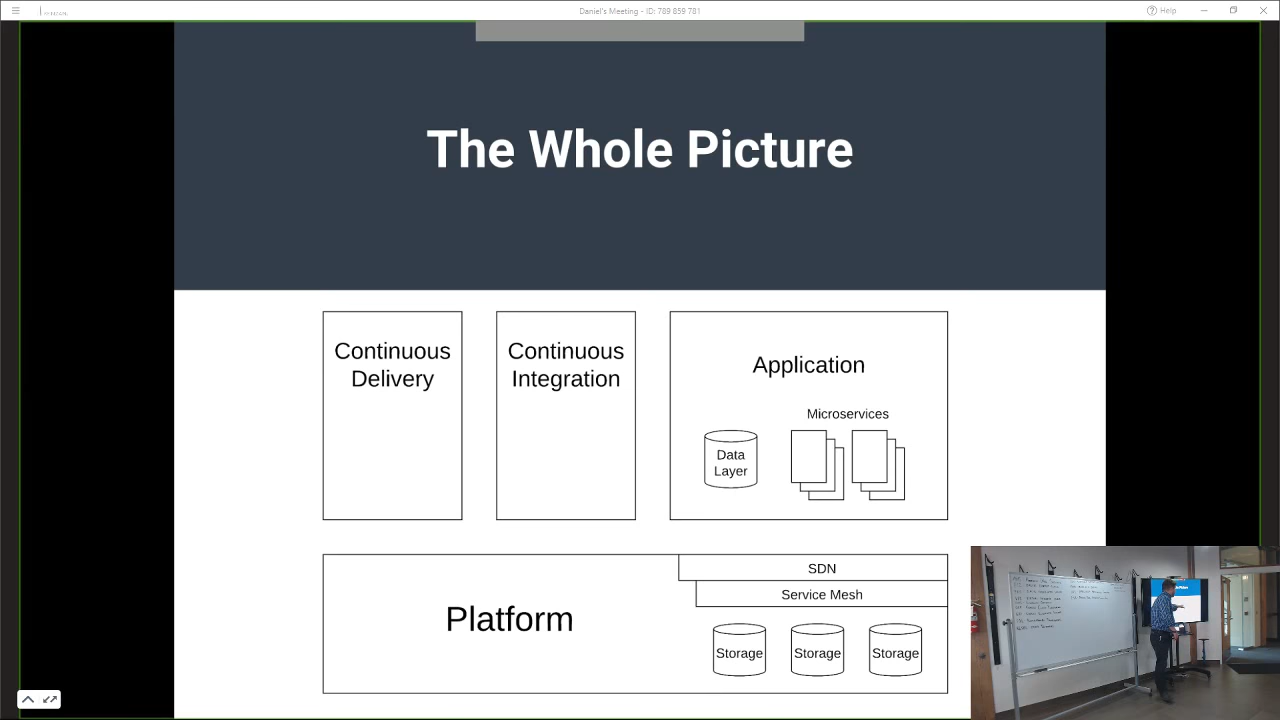 Daniel's Meeting - ID: 789 859 781
Help
The Whole Picture
Continuous
Delivery
Continuous
Integration
Application
Microservices
Data
Layer
SDN
Service Mesh
Platform
Storage
Storage
Storage